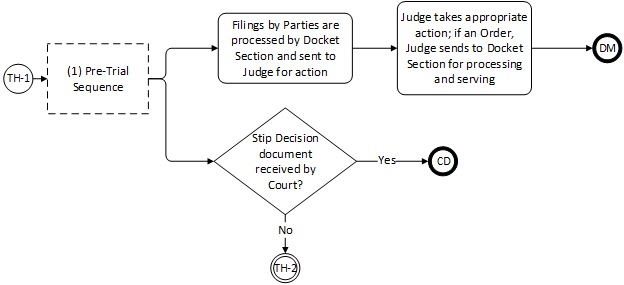 Filings by Parties are
processed by Docket
Section and sent to
Judge for action
Judge takes appropriate
action; if an Order,
Judge sends to Docket
Section for processing
and serving
DM
TH-1
(1) Pre-Trial
Sequence
Stip Decision
document
received by
Court?
Yes
CD
No
TH-2